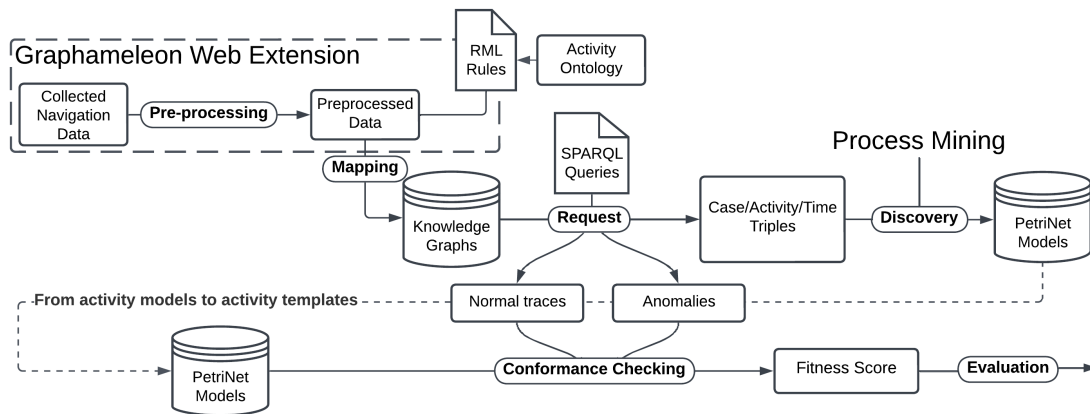 Graphameleon Web Extension
RML
Rules
Activity
Ontology
Collected
Navigation
Data
Pre-processing
Preprocessed
Data
Mapping
SPARQL
Queries
Process Mining
Knowledge
Graphs
Request
Case/Activity/Time
Triples
Discovery
PetriNet
Models
From activity models to activity templates
Normal traces
Anomalies
PetriNet
Models
Conformance Checking
Fitness Score
Evaluation